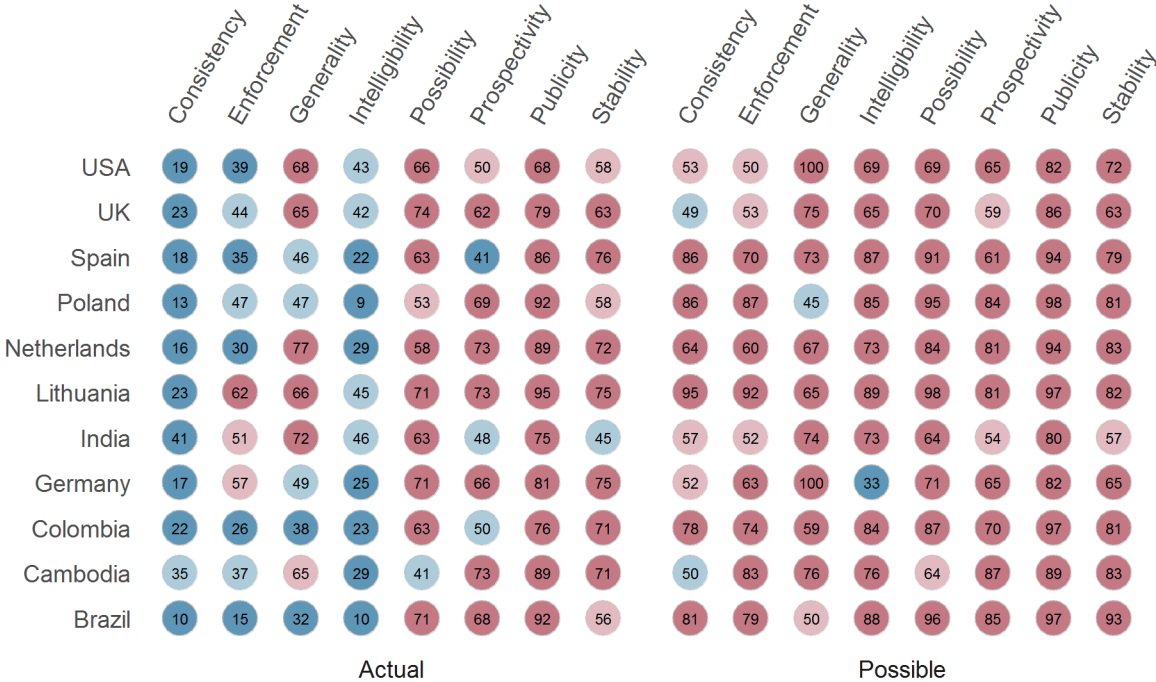 Consistency Enforcement Generality Intelligibility Possibility Prospectivity Publicity Stability Consistency Enforcement Generality Intelligibility Possibility Prospectivity Publicity Stability
USA 19 39 68 43 66 50 68 58 53 50 100 69 69 65 82 72
UK 23 44 65 42 74 62 79 63 49 53 75 65 70 59 86 63
Spain 18 35 46 22 63 41 86 76 86 70 73 87 91 61 94 79
Poland 13 47 47 9 53 69 92 58 86 87 45 85 95 84 98 81
Netherlands 16 30 77 29 58 73 89 72 64 60 67 73 84 81 94 83
Lithuania 23 62 66 45 71 73 95 75 95 92 65 89 98 81 97 82
India 41 51 72 46 63 48 75 45 57 52 74 73 64 54 80 57
Germany 17 57 49 25 71 66 81 75 52 63 100 33 71 65 82 65
Colombia 22 26 38 23 63 50 76 71 78 74 59 84 87 70 97 81
Cambodia 35 37 65 29 41 73 89 71 50 83 76 76 64 87 89 83
Brazil 10 15 32 10 71 68 92 56 81 79 50 88 96 85 97 93
Actual Possible